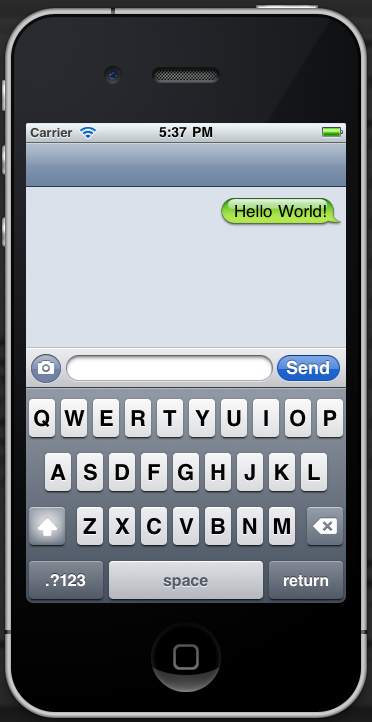 Carrier 5:37 PM
Hello World!
Send
Q W E R T Y U I O P
A S D F G H J K L
Z X C V B N M
.?123 space return